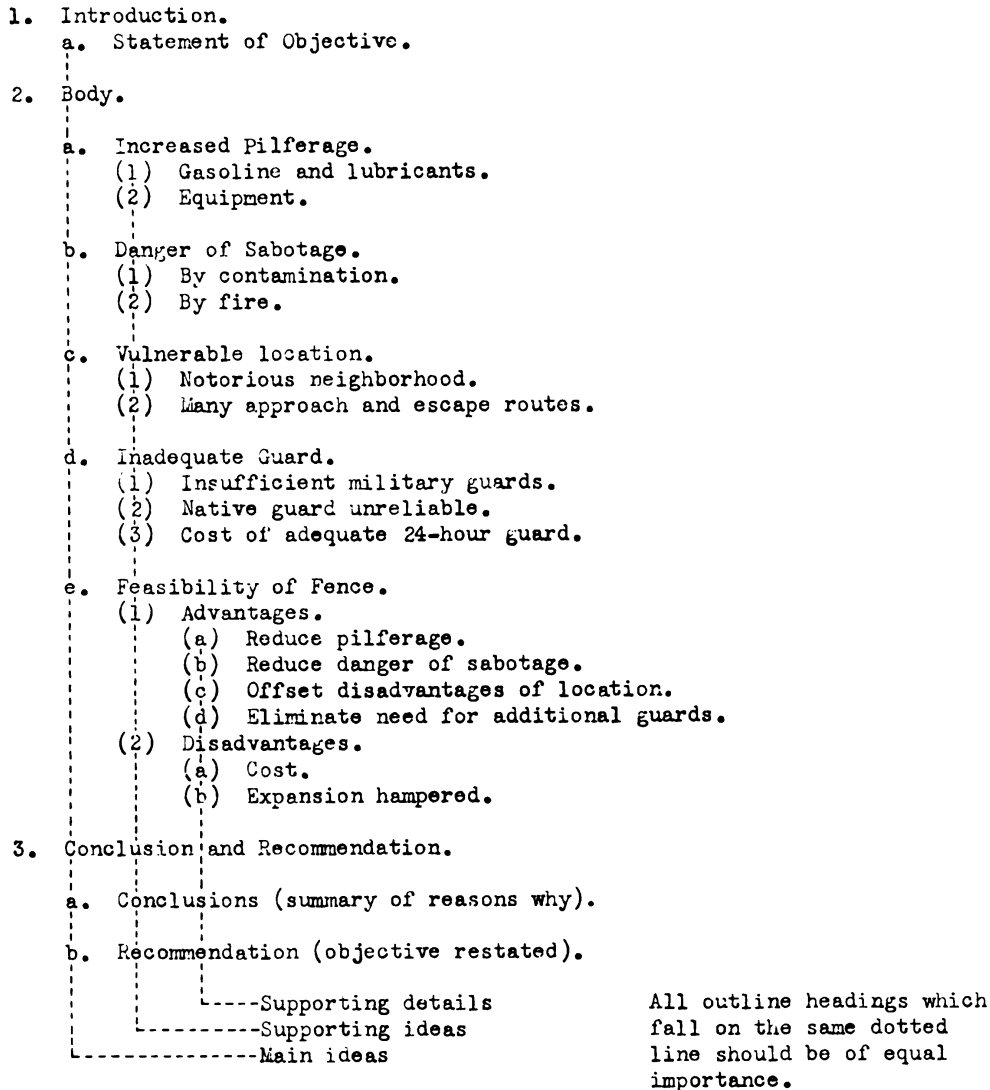 1. Introduction.
a. Statement of Objective.
2. Body.
a. Increased Pilferage.
(1) Gasoline and lubricants.
(2) Equipment.
b. Danger of Sabotage.
(1) By contamination.
(2) By fire.
c. Vulnerable location.
(1) Notorious neighborhood.
(2) Many approach and escape routes.
d. Inadequate Guard.
(1) Insufficient military guards.
(2) Native guard unreliable.
(3) Cost of adequate 24-hour guard.
e. Feasibility of Fence.
(1) Advantages.
(a) Reduce pilferage.
(b) Reduce danger of sabotage.
(c) Offset disadvantages of location.
(d) Eliminate need for additional guards.
(2) Disadvantages.
(a) Cost.
(b) Expansion hampered.
3. Conclusion and Recommendation.
a. Conclusions (summary of reasons why).
b. Recommendation (objective restated).
Supporting details
Supporting ideas
Main ideas
All outline headings which
fall on the same dotted
line should be of equal
importance.